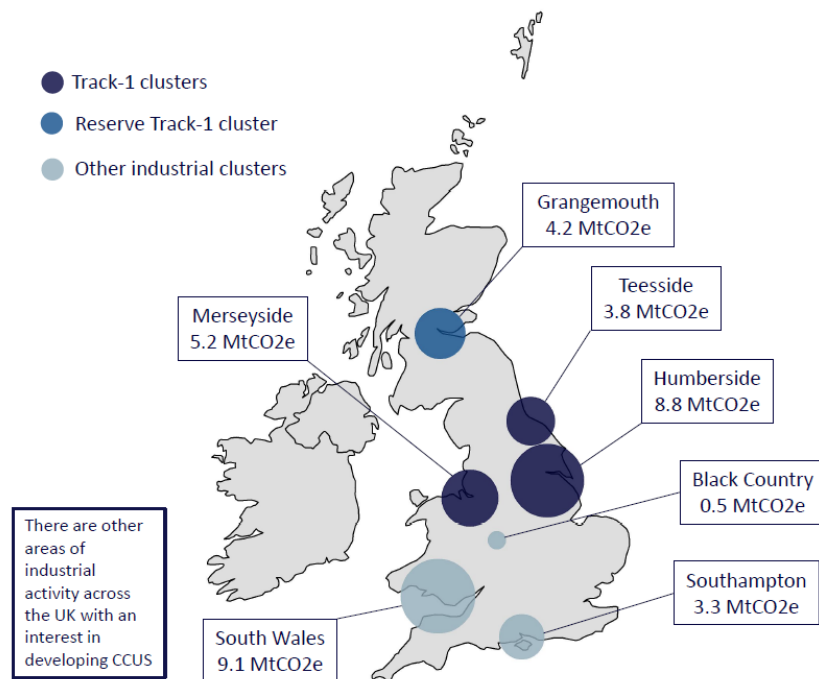 Track-1 clusters
Reserve Track-1 cluster
Other industrial clusters
Grangemouth
4.2 MtCO2e
Teesside
3.8 MtCO2e
Merseyside
5.2 MtCO2e
Humberside
8.8 MtCO2e
Black Country
0.5 MtCO2e
Southampton
3.3 MtCO2e
South Wales
9.1 MtCO2e
There are other
areas of
industrial
activity across
the UK with an
interest in
developing CCUS